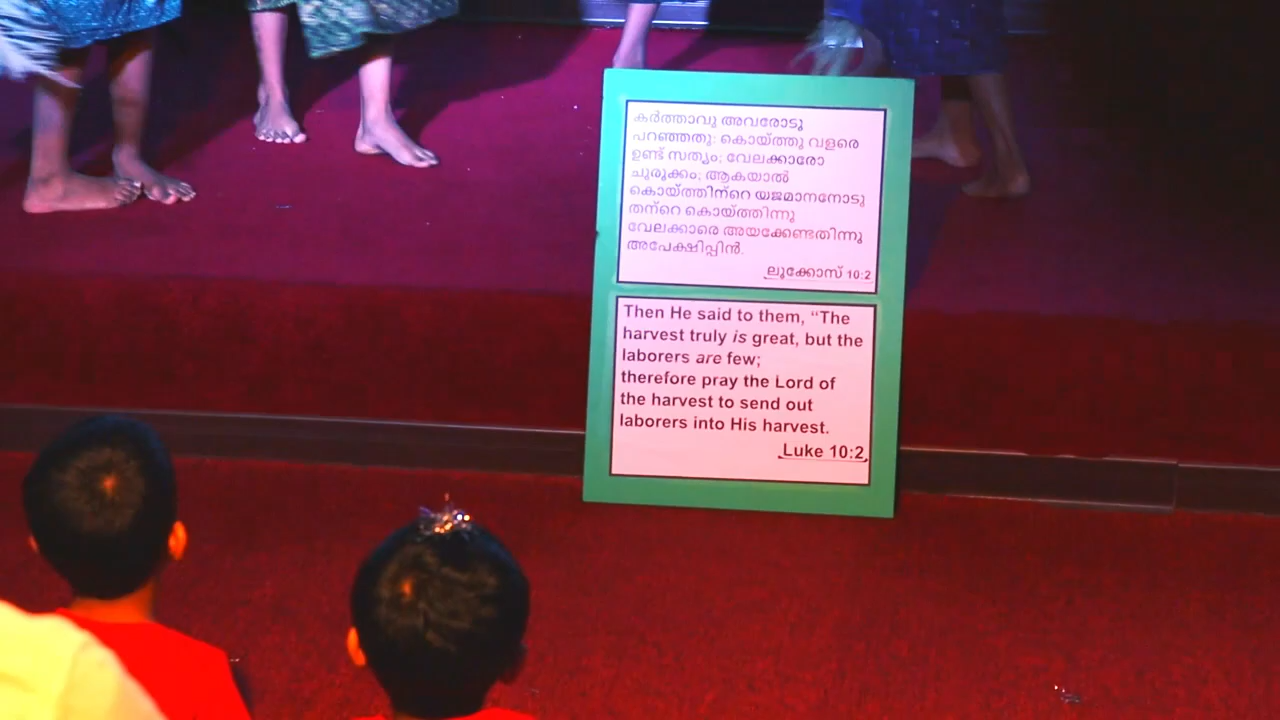 കർത്താവു അവരോടു
പറഞ്ഞതു: കൊയ്ത്തു വളരെ
ഉണ്ട് സത്യം; വേലക്കാരോ
ചുരുക്കം; ആകയാൽ
കൊയ്ത്തിന്റെ യജമാനനോടു
തന്റെ കൊയ്ത്തിന്നു
വേലക്കാരെ അയക്കേണ്ടതിന്നു
അപേക്ഷിപ്പിൻ.
ലൂക്കോസ് 10:2
Then He said to them, “The
harvest truly is great, but the
laborers are few;
therefore pray the Lord of
the harvest to send out
laborers into His harvest.
Luke 10:2